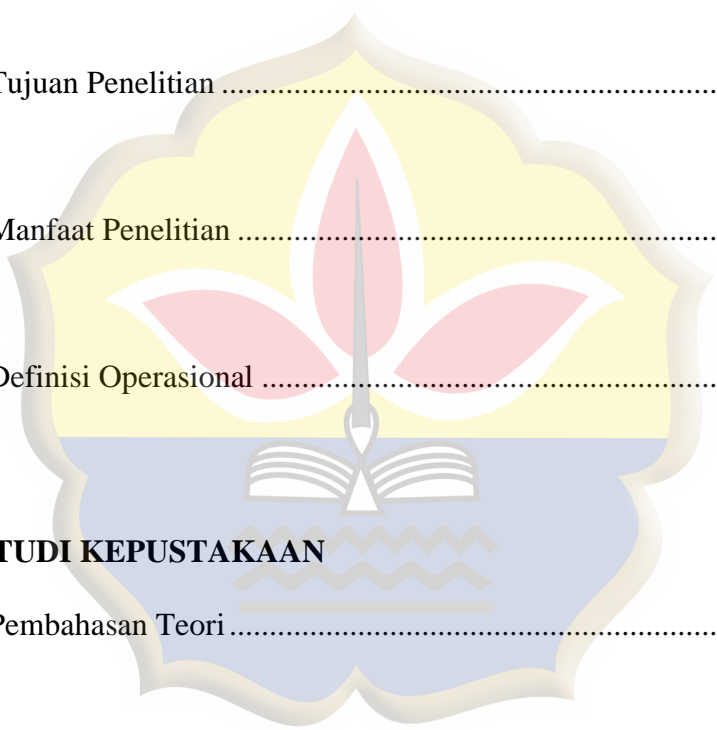 Tujuan Penelitian ..............................................................
Manfaat Penelitian ............................................................
Definisi Operasional .........................................................
TUDI KEPUSTAKAAN
Pembahasan Teori .............................................................